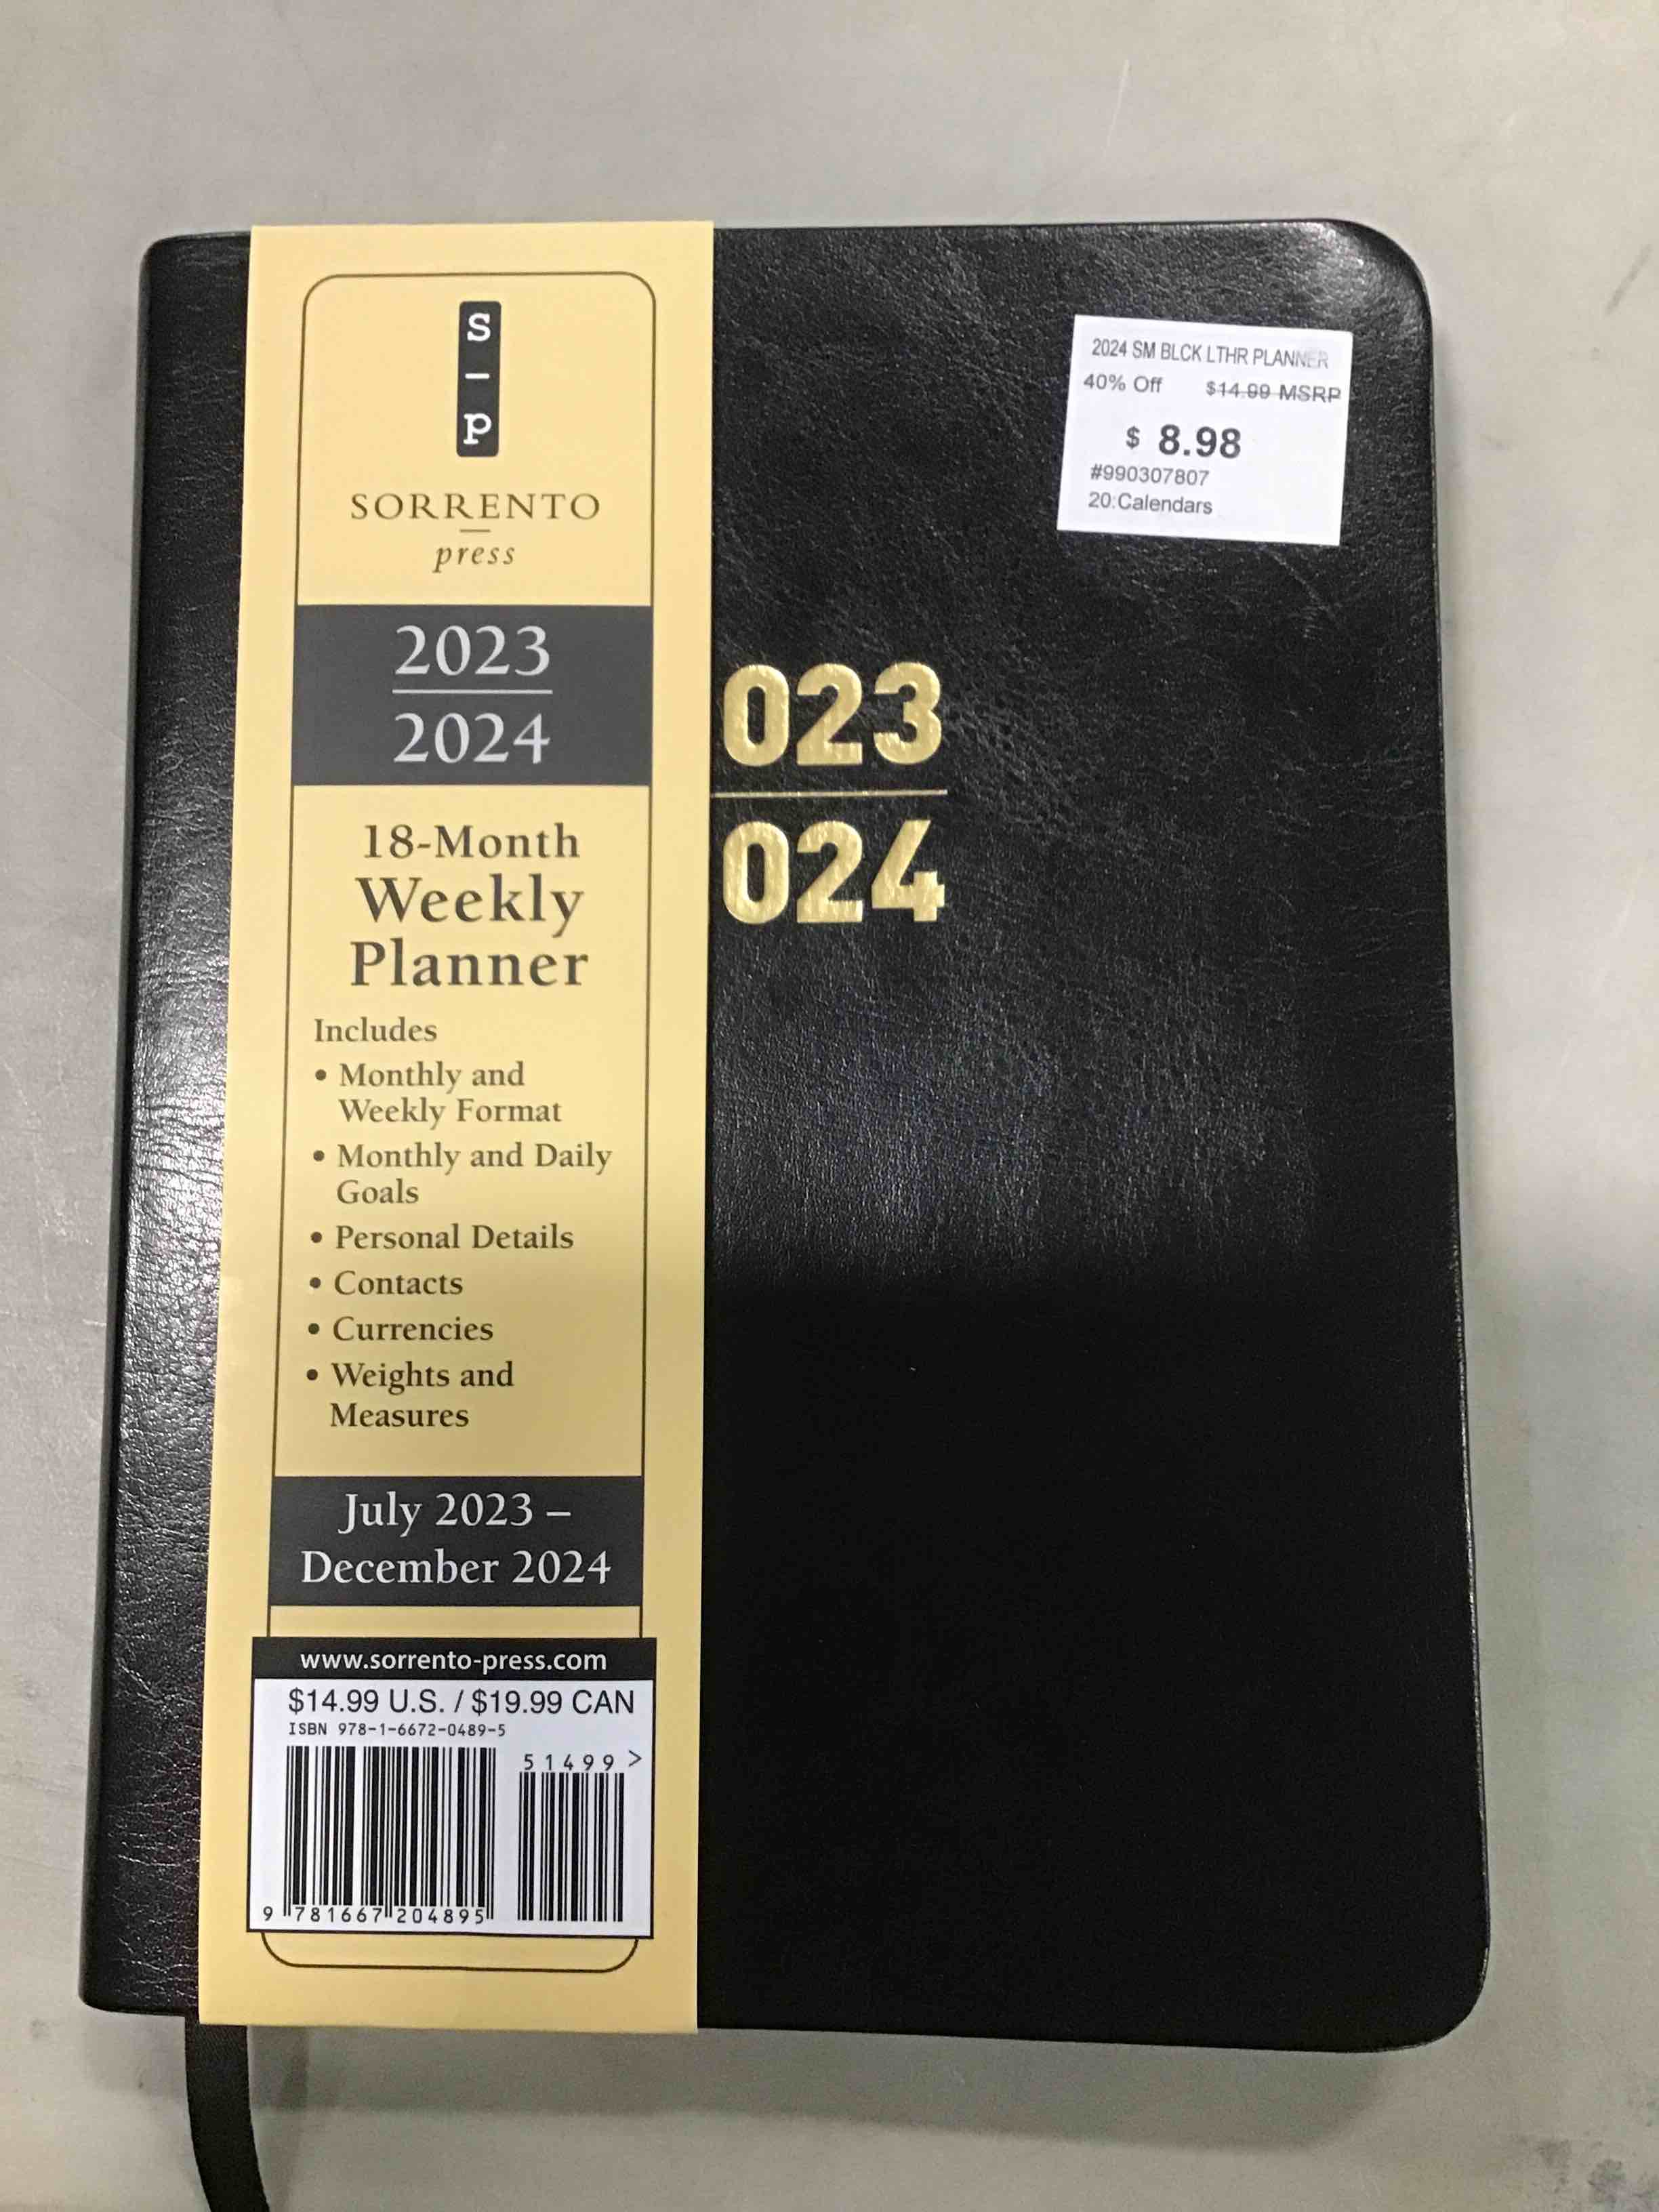 S
–
P
SORRENTO
press
2023
2024
18-Month
Weekly
Planner
Includes
• Monthly and
Weekly Format
• Monthly and Daily
Goals
• Personal Details
• Contacts
• Currencies
• Weights and
Measures
July 2023 –
December 2024
www.sorrento-press.com
$14.99 U.S. / $19.99 CAN
ISBN 978-1-6672-0489-5
51499>
9 781667 204895
023
024
2024 SM BLCK LTHR PLANNER
40% Off $14.99 MSRP
$ 8.98
#990307807
20:Calendars